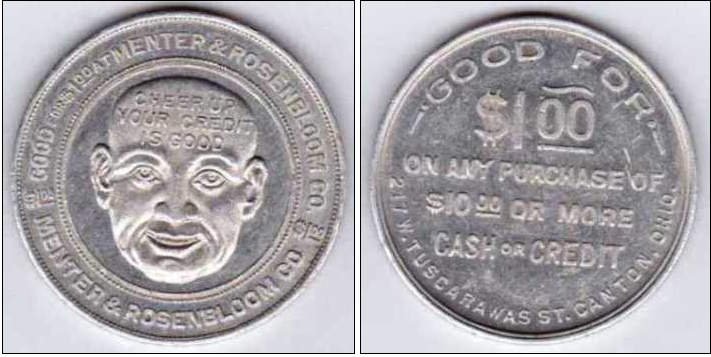 GOOD FOR $1.00 AT MENTER & ROSENBLOOM CO.
MENTER & ROSENBLOOM CO
CHEER UP
YOUR CREDIT
IS GOOD
GOOD FOR
$1.00
ON ANY PURCHASE OF
$10.00 OR MORE
CASH OR CREDIT
217 W. TUSCARAWAS ST. CANTON, OHIO.